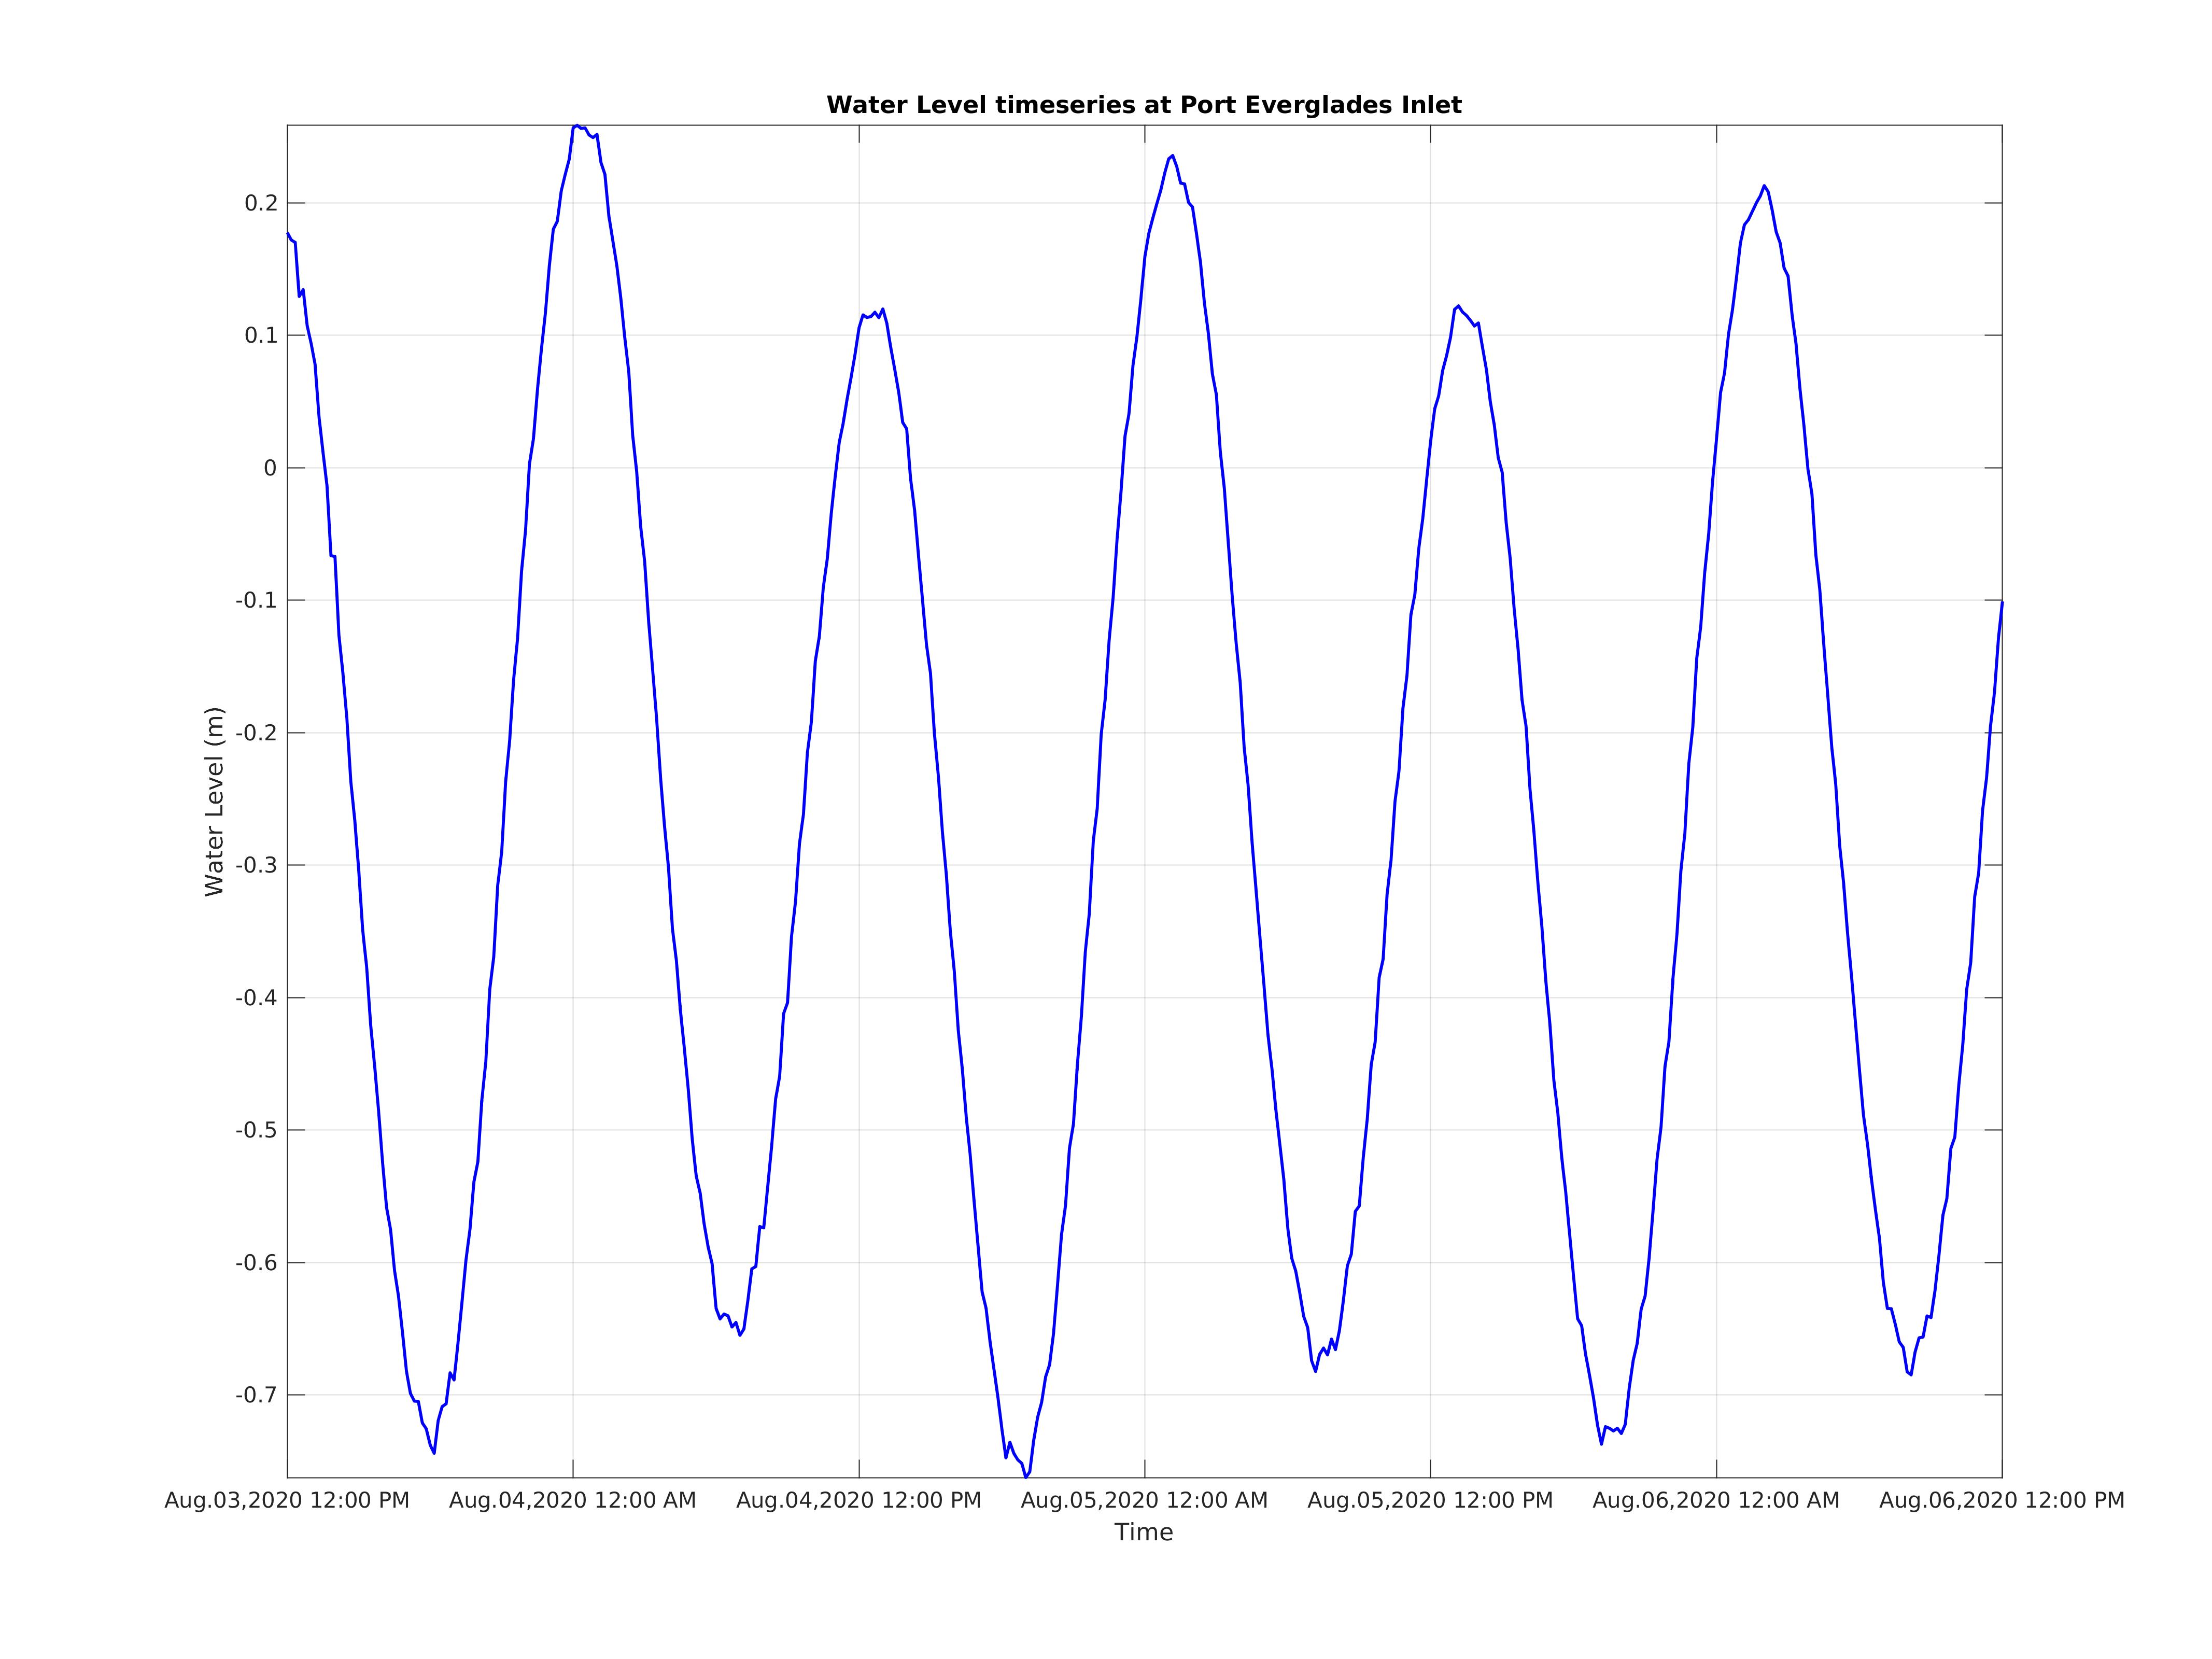 Water Level timeseries at Port Everglades Inlet
0.2
0.1
0
-0.1
-0.2
-0.3
-0.4
-0.5
-0.6
-0.7
Water Level (m)
Aug.03,2020 12:00 PM
Aug.04,2020 12:00 AM
Aug.04,2020 12:00 PM
Aug.05,2020 12:00 AM
Aug.05,2020 12:00 PM
Aug.06,2020 12:00 AM
Aug.06,2020 12:00 PM
Time